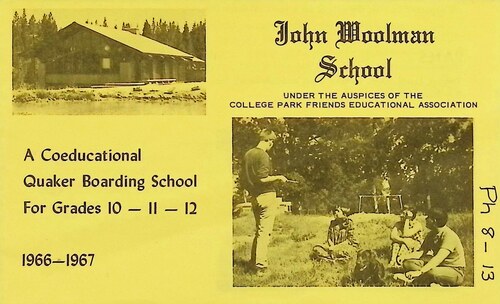 John Woolman
School
UNDER THE AUSPICES OF THE
COLLEGE PARK FRIENDS EDUCATIONAL ASSOCIATION
A Coeducational
Quaker Boarding School
For Grades 10 — 11 — 12
1966—1967
Ph 8-13